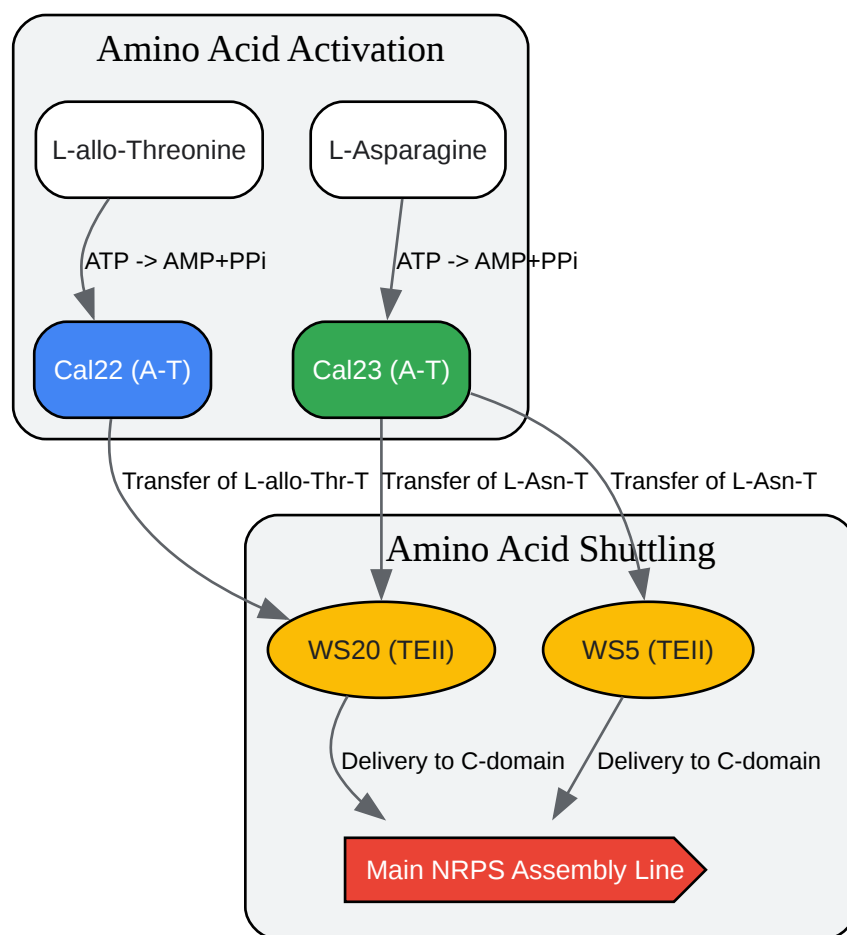 Amino Acid Activation
L-allo-Threonine
L-Asparagine
ATP -> AMP+PPi
ATP -> AMP+PPi
Cal22 (A-T)
Cal23 (A-T)
Transfer of L-allo-Thr-T
Transfer of L-Asn-T
Transfer of L-Asn-T
Amino Acid Shuttling
WS20 (TEII)
WS5 (TEII)
Delivery to C-domain
Delivery to C-domain
Main NRPS Assembly Line